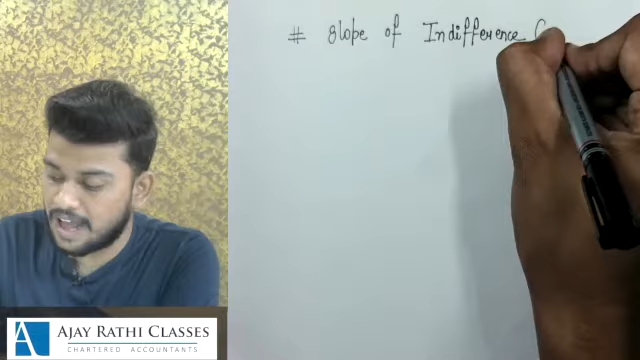 # Slope of Indifference C
AJAY RATHI CLASSES
CHARTERED ACCOUNTANTS